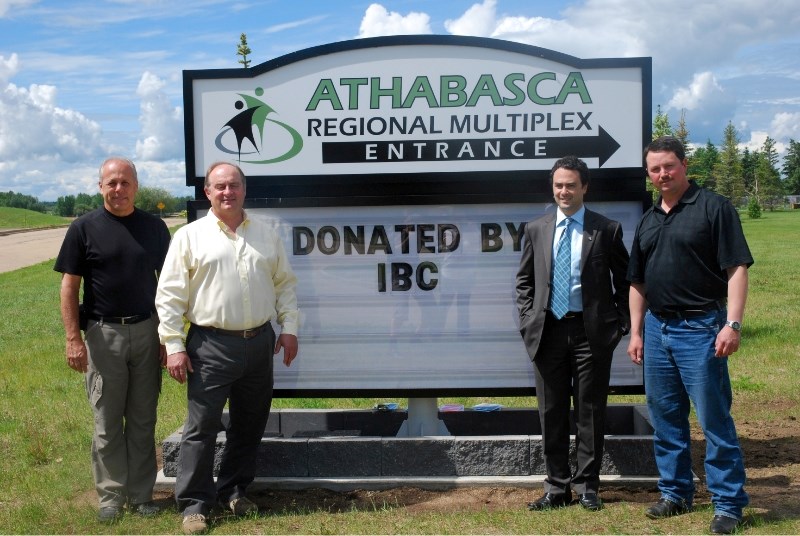 ATHABASCA
REGIONAL MULTIPLEX
ENTRANCE
DONATED BY
IBC